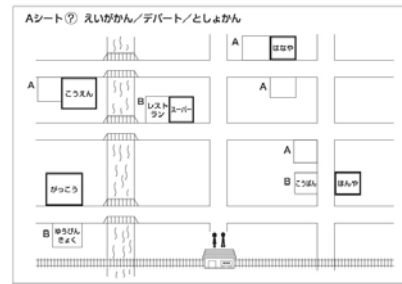 Aシート? えいがかん/デパート/としょかん
A はなや
A こうえん
A
B レスト
ラン スーパー
A
B こうばん ほんや
がっこう
B ゆうびん
きょく